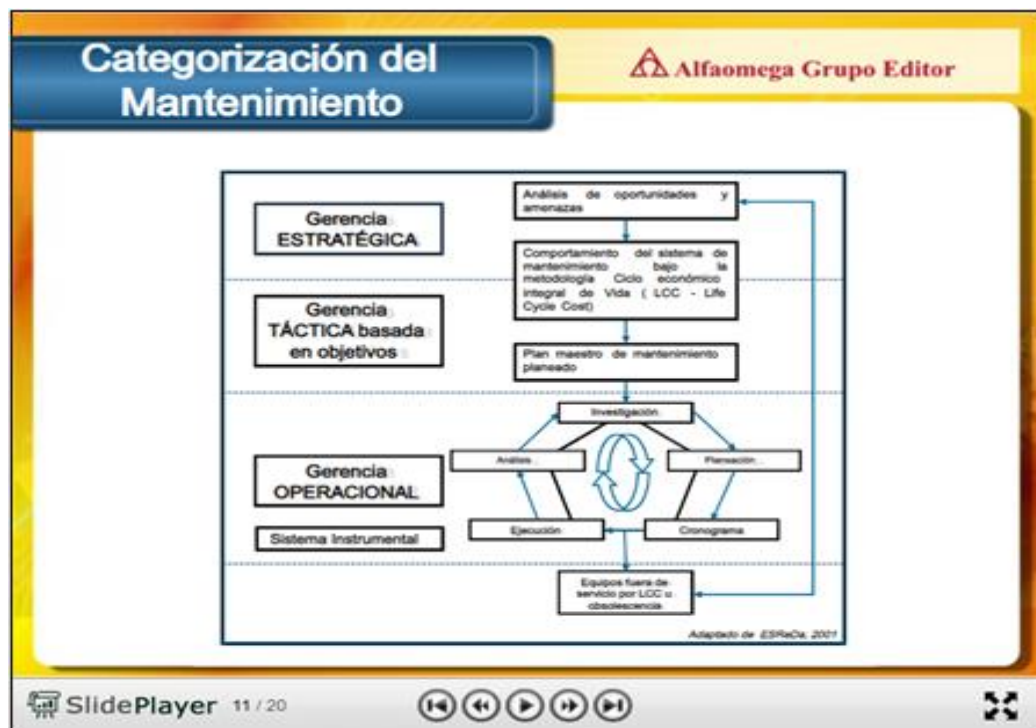 Categorización del
Mantenimiento
Alfaomega Grupo Editor
Gerencia
ESTRATÉGICA
Análisis de oportunidades y
amenazas
Comportamiento del sistema de
mantenimiento bajo la
metodología Ciclo económico
integral de Vida ( LCC - Life
Cycle Cost)
Gerencia
TÁCTICA basada
en objetivos
Plan maestro de mantenimiento
planeado
Investigación
Análisis
Planeación
Gerencia
OPERACIONAL
Ejecución
Cronograma
Sistema Instrumental
Equipos fuera de
servicio por LCC u
obsolescencia
Adaptado de ESReDa, 2001
SlidePlayer 11 / 20